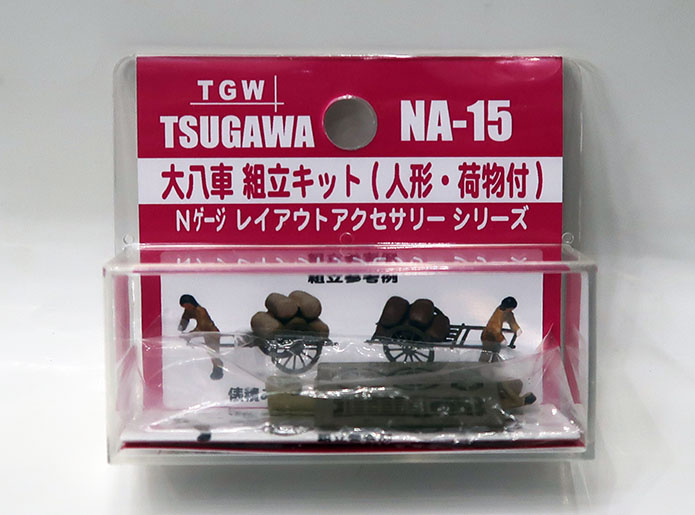 TGW
TSUGAWA
NA-15
大八車 組立キット(人形・荷物付)
Nゲージ レイアウトアクセサリー シリーズ
組立参考例
俵積